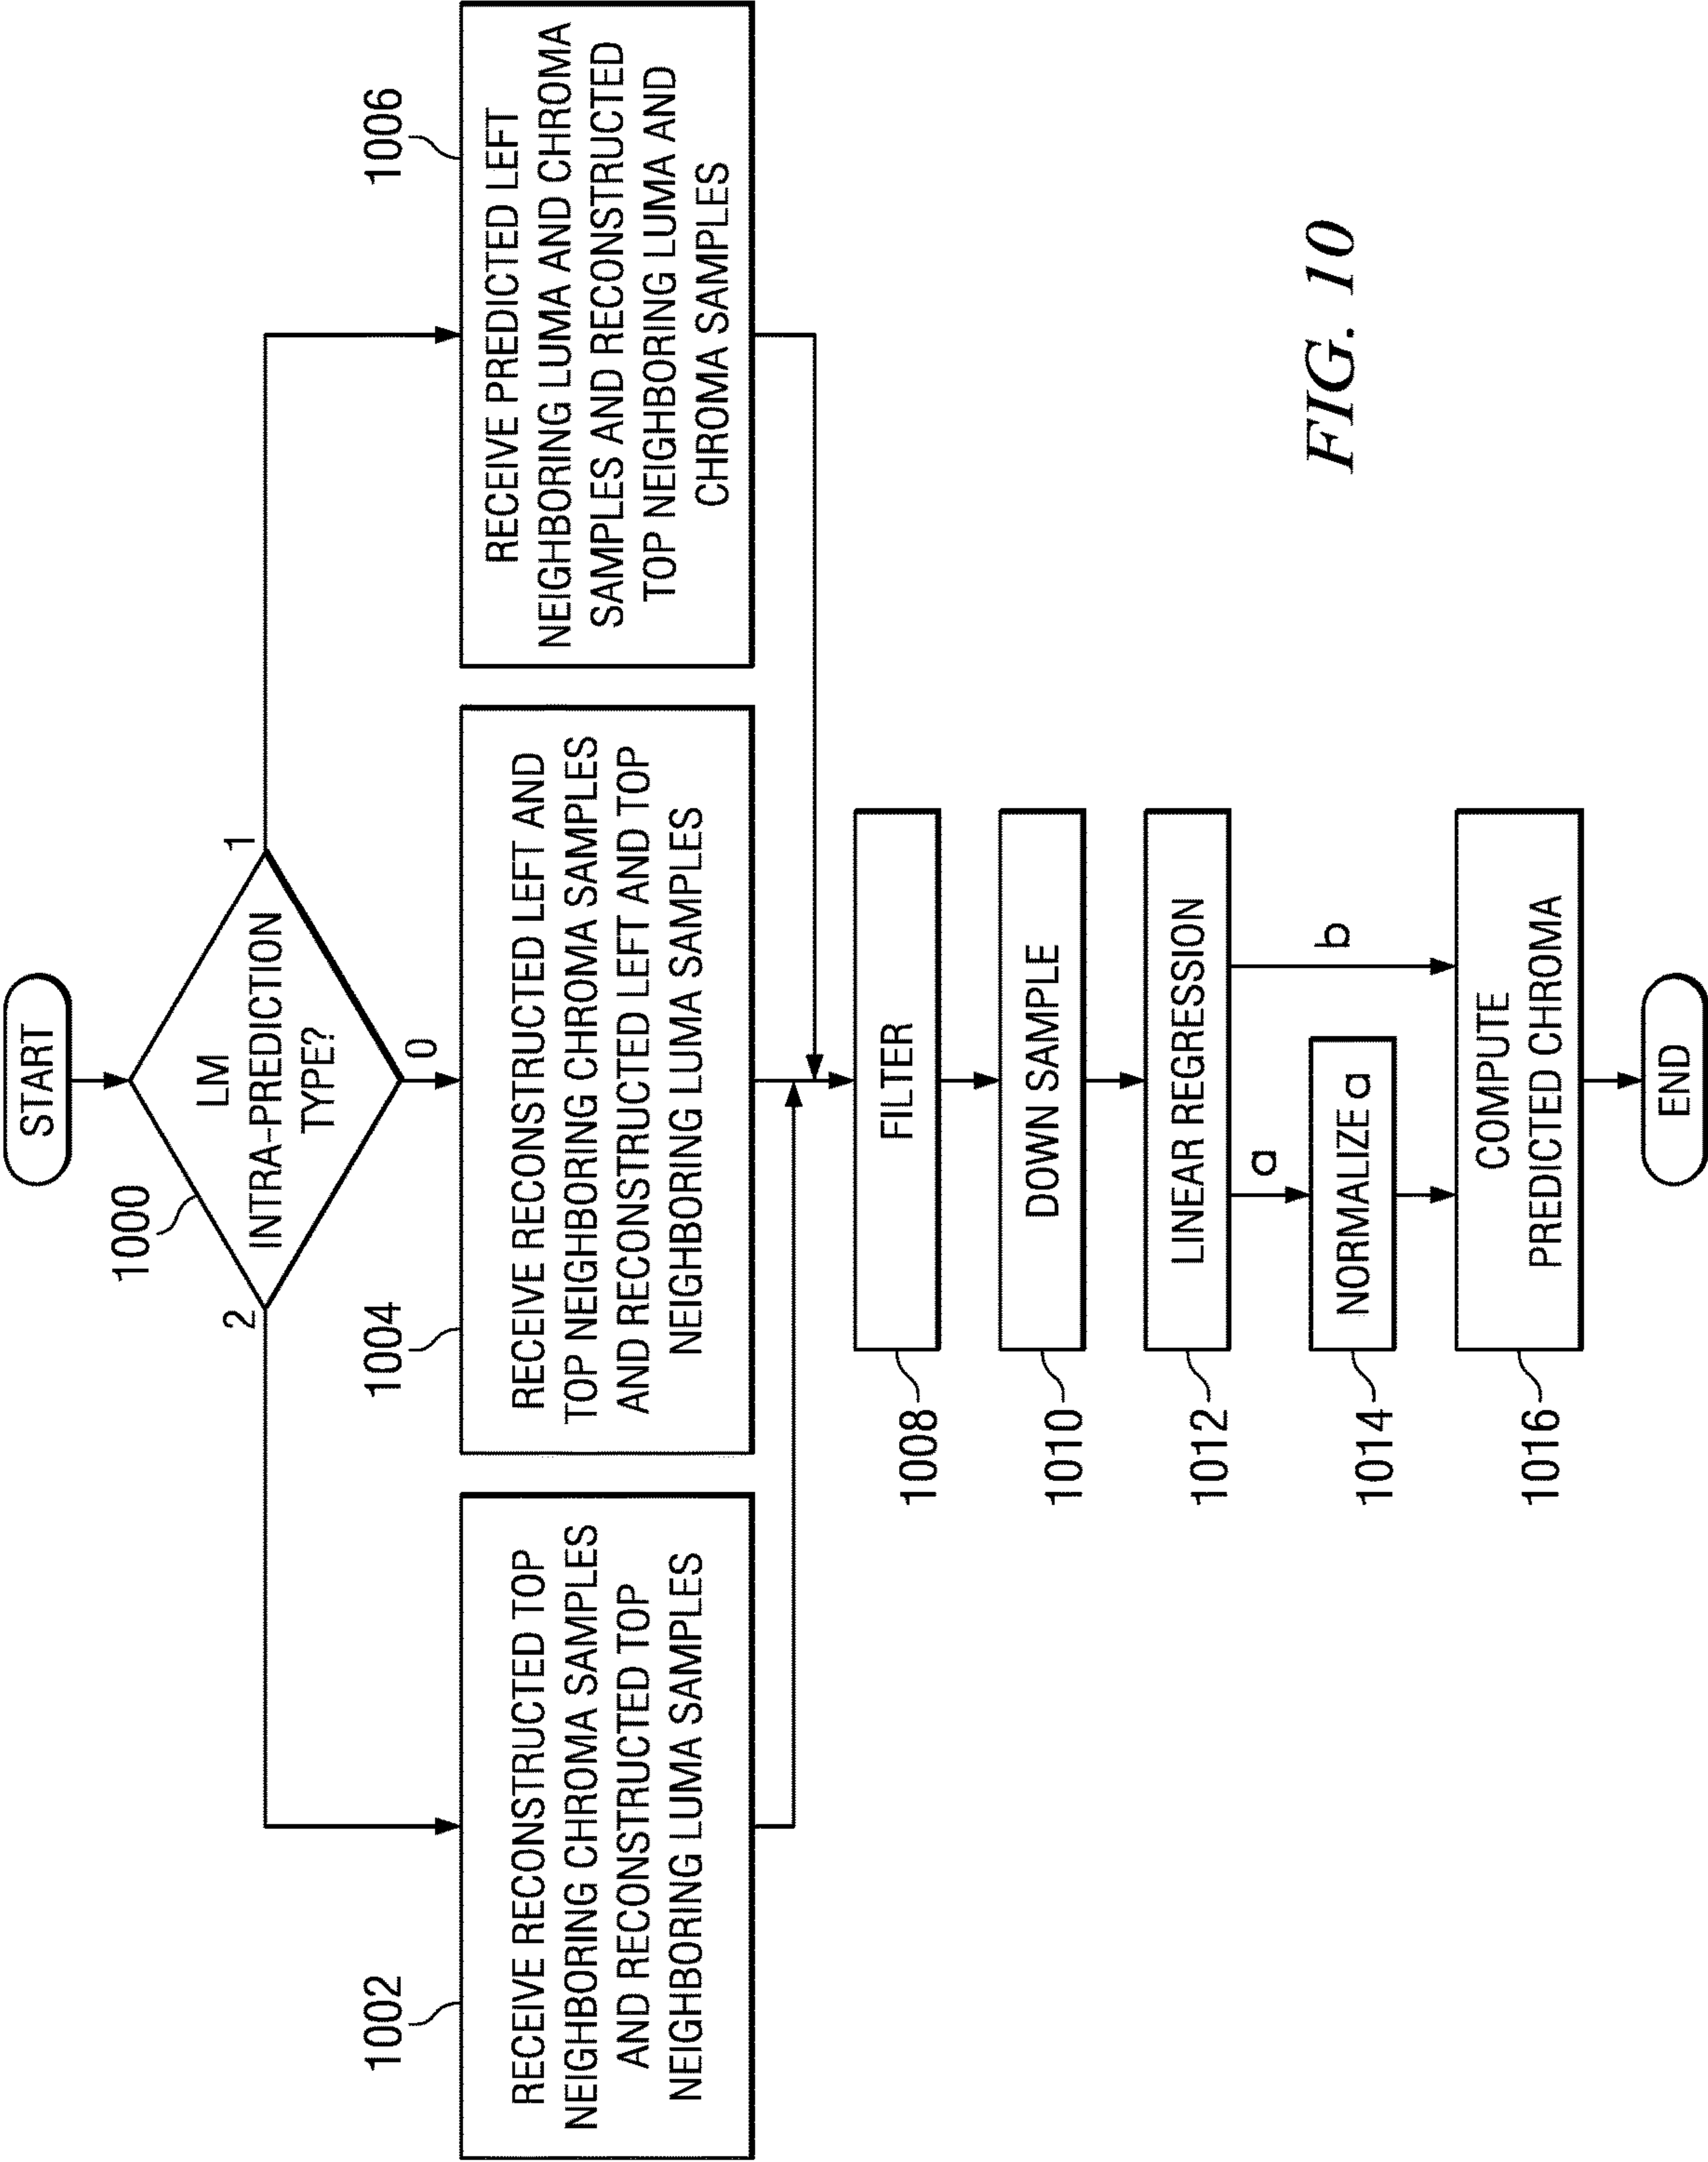 START
1000
LM
INTRA-PREDICTION
TYPE?
2
0
1
1002
RECEIVE RECONSTRUCTED TOP
NEIGHBORING CHROMA SAMPLES
AND RECONSTRUCTED TOP
NEIGHBORING LUMA SAMPLES
1004
RECEIVE RECONSTRUCTED LEFT AND
TOP NEIGHBORING CHROMA SAMPLES
AND RECONSTRUCTED LEFT AND TOP
NEIGHBORING LUMA SAMPLES
1006
RECEIVE PREDICTED LEFT
NEIGHBORING LUMA AND CHROMA
SAMPLES AND RECONSTRUCTED
TOP NEIGHBORING LUMA AND
CHROMA SAMPLES
1008
FILTER
1010
DOWN SAMPLE
1012
LINEAR REGRESSION
a
b
1014
NORMALIZE a
1016
COMPUTE
PREDICTED CHROMA
END
FIG. 10